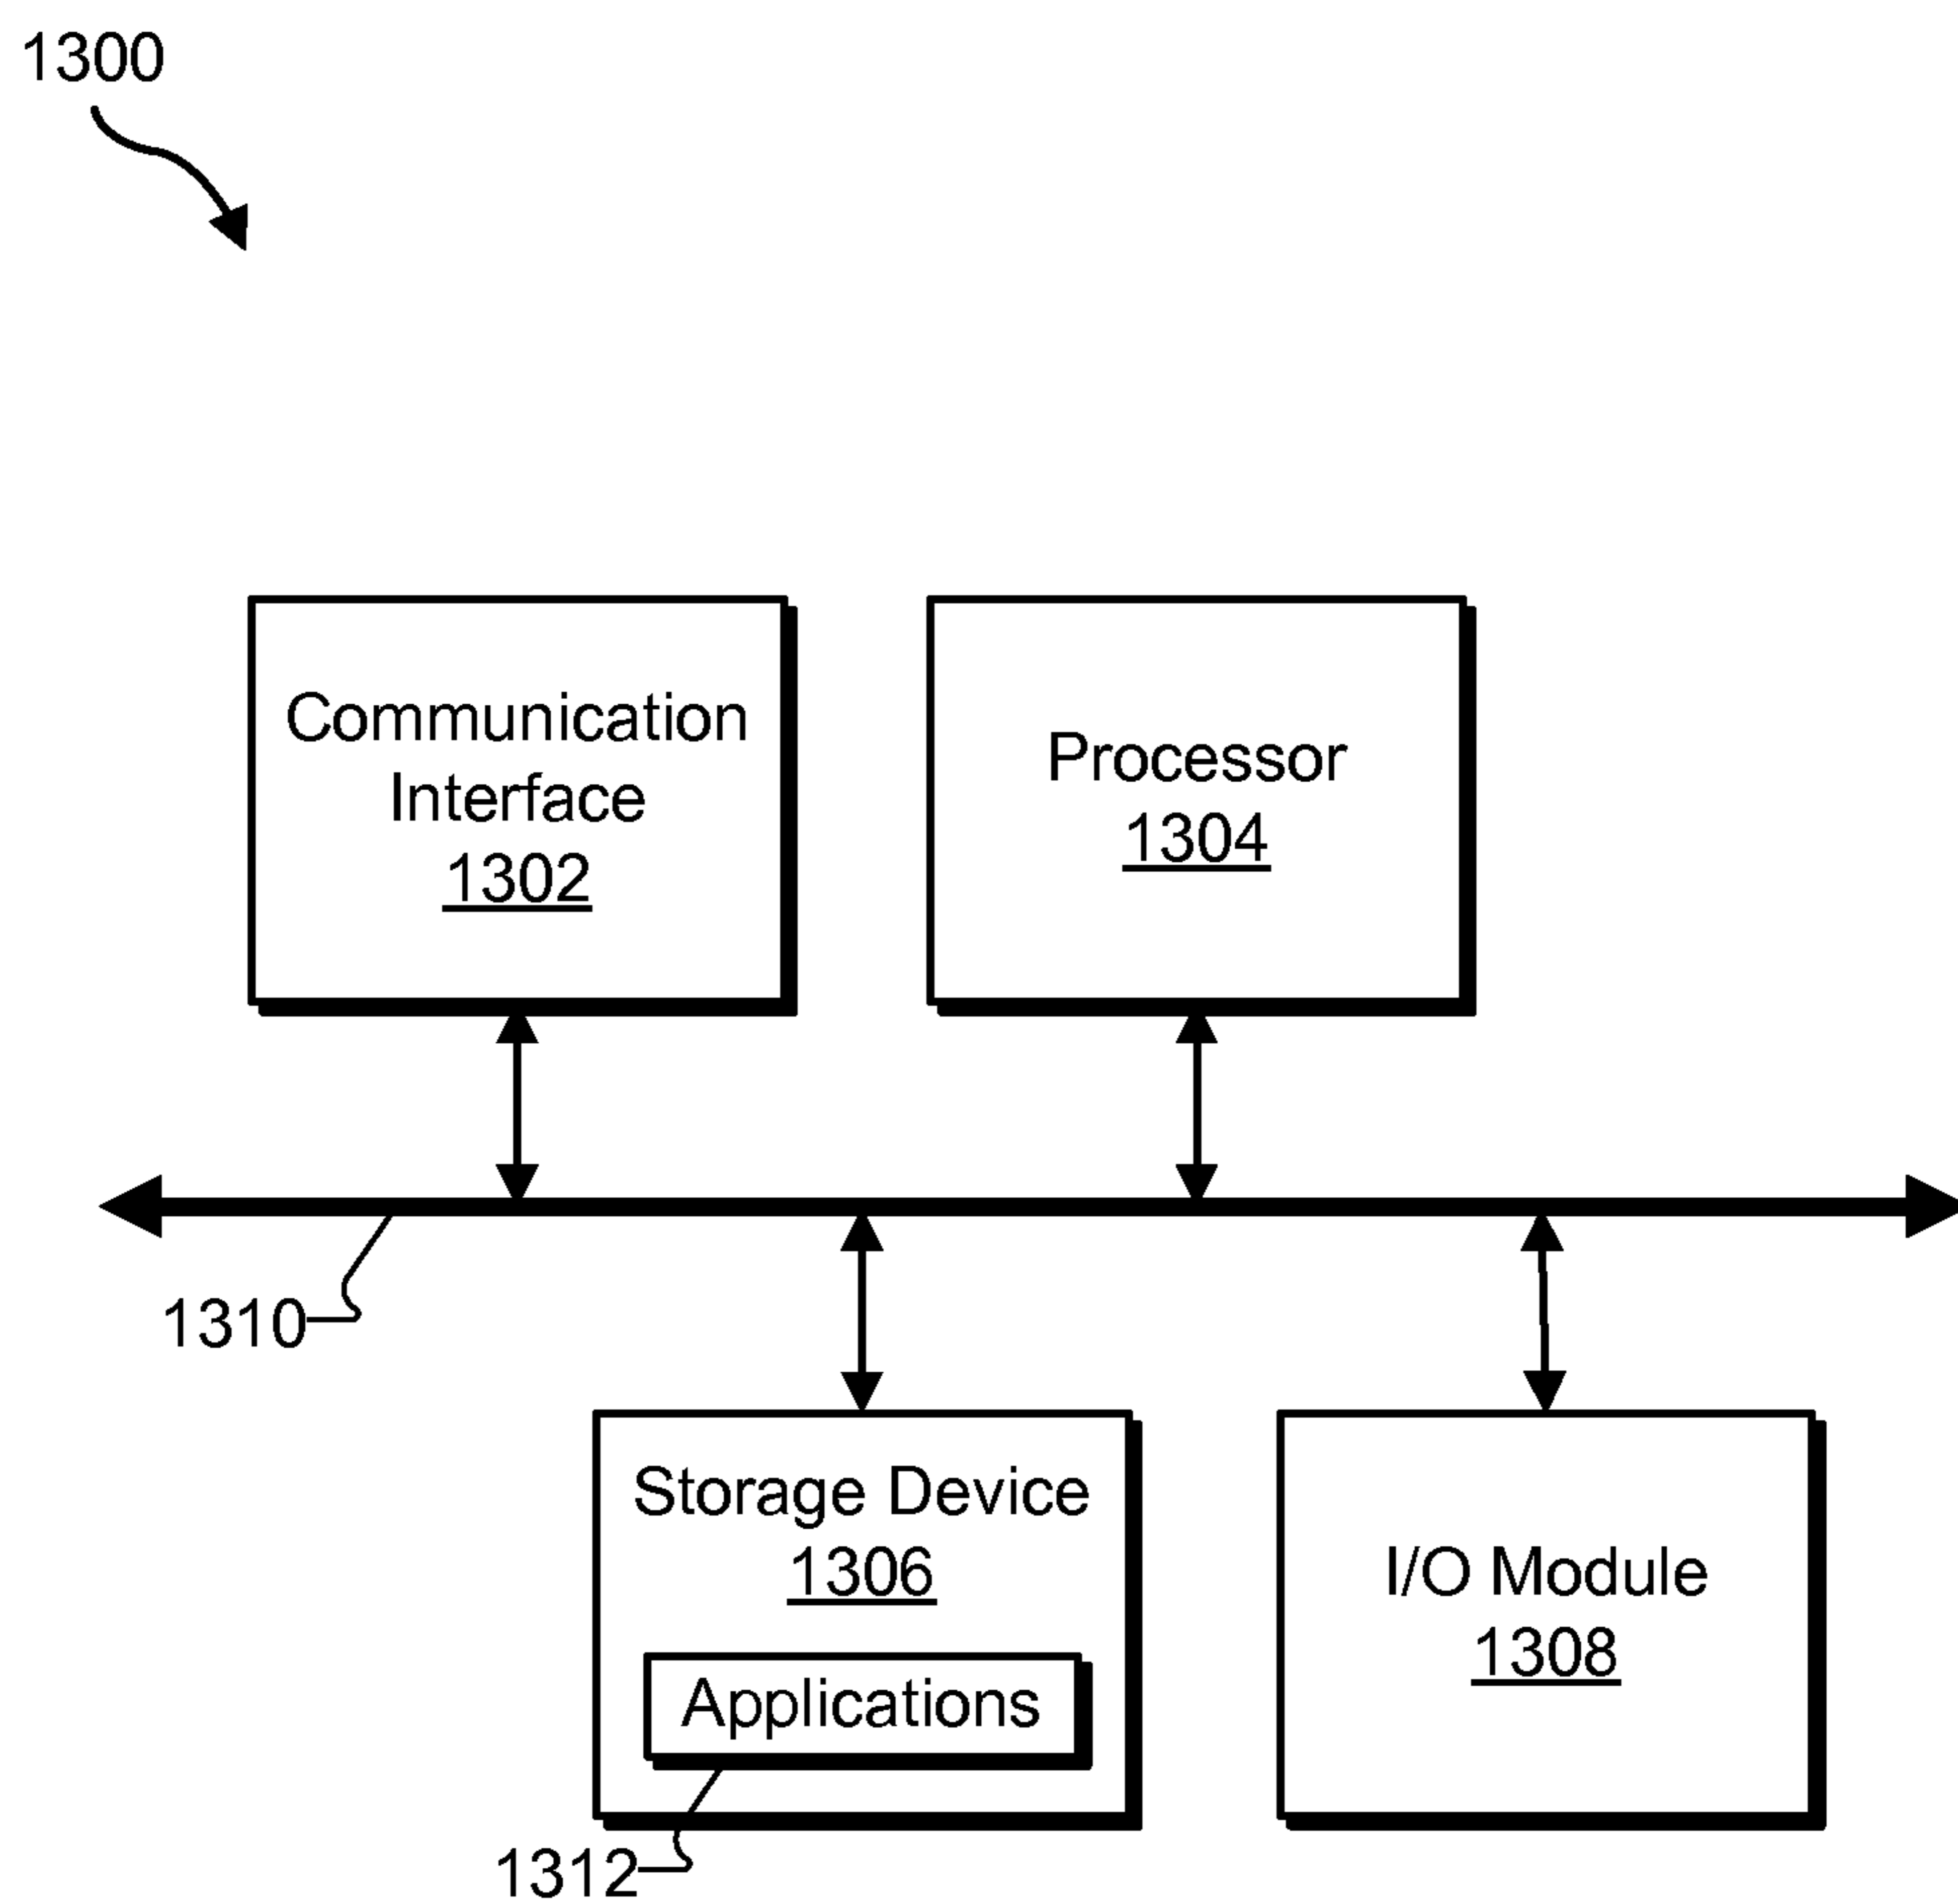 1300
Communication
Interface
1302
Processor
1304
1310
Storage Device
1306
Applications
1312
I/O Module
1308